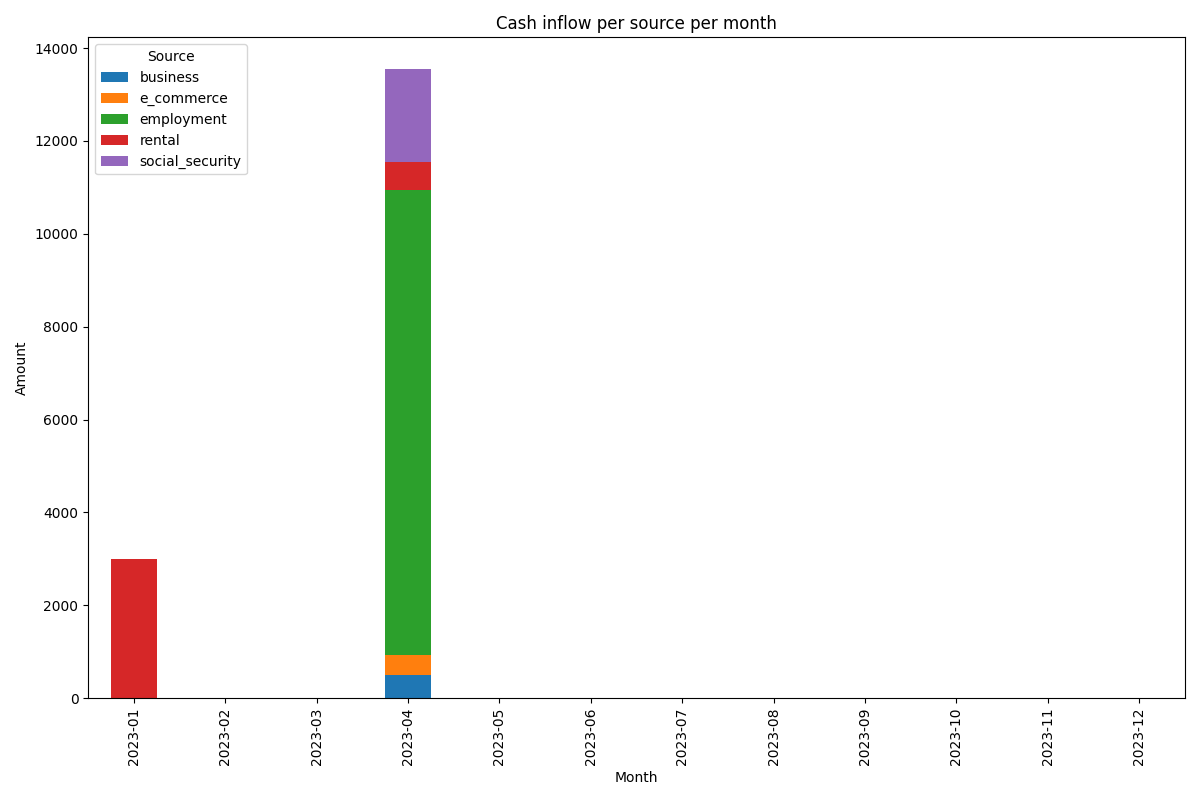 Cash inflow per source per month
Source
business
e_commerce
employment
rental
social_security
14000
12000
10000
8000
6000
4000
2000
0
Amount
2023-01
2023-02
2023-03
2023-04
2023-05
2023-06
2023-07
2023-08
2023-09
2023-10
2023-11
2023-12
Month